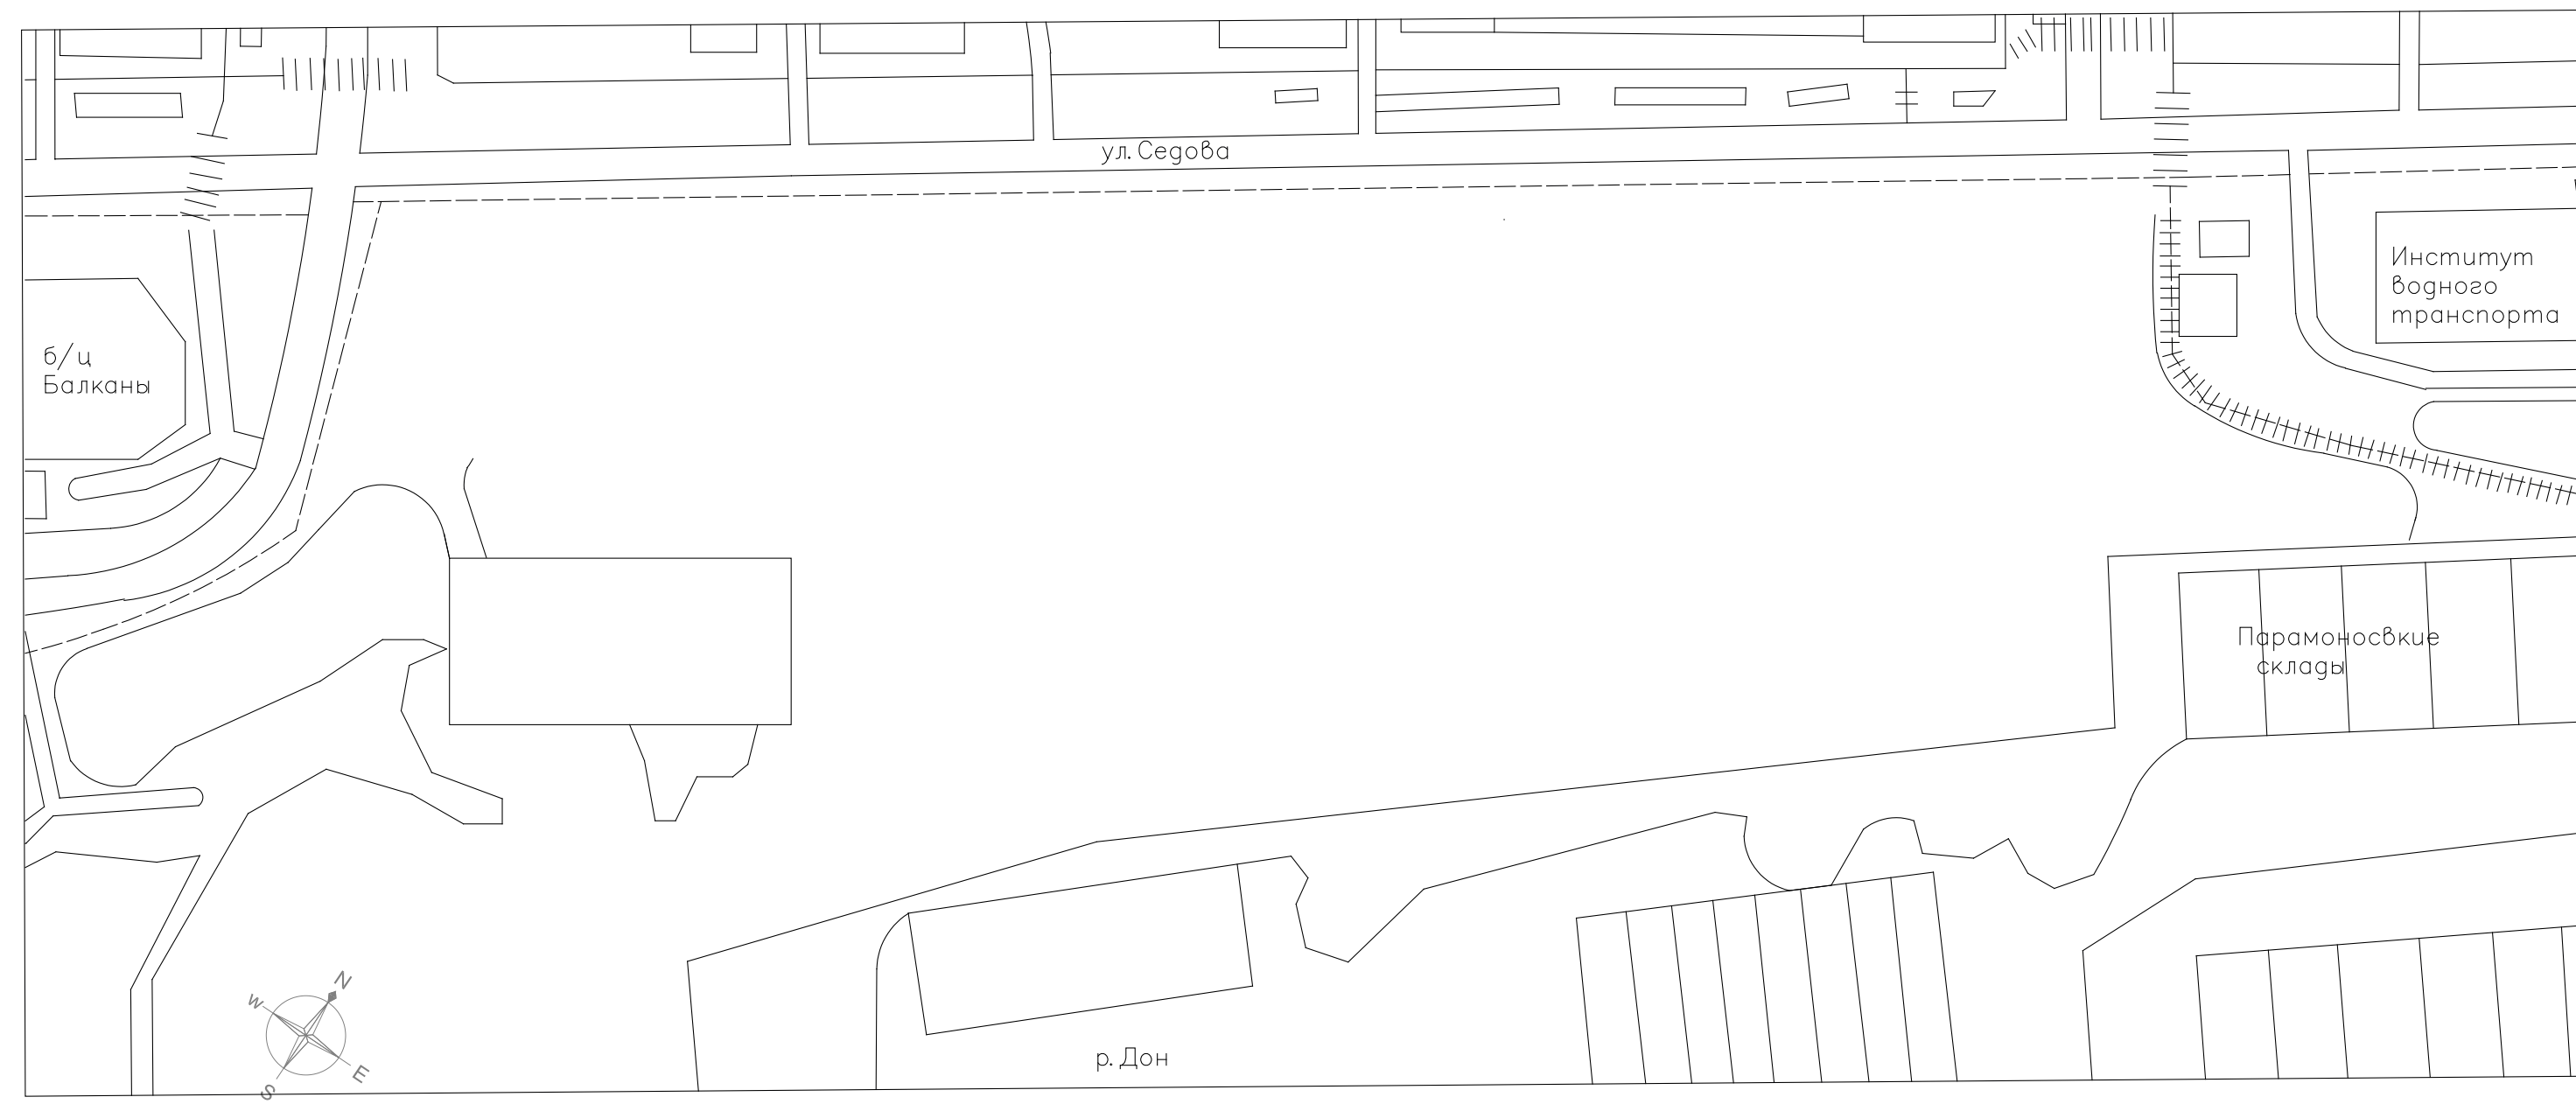 ул. Седова
Институт
водного
транспорта
б/ц
Балканы
Парамоносвкие
склады
N
W
E
S
р. Дон